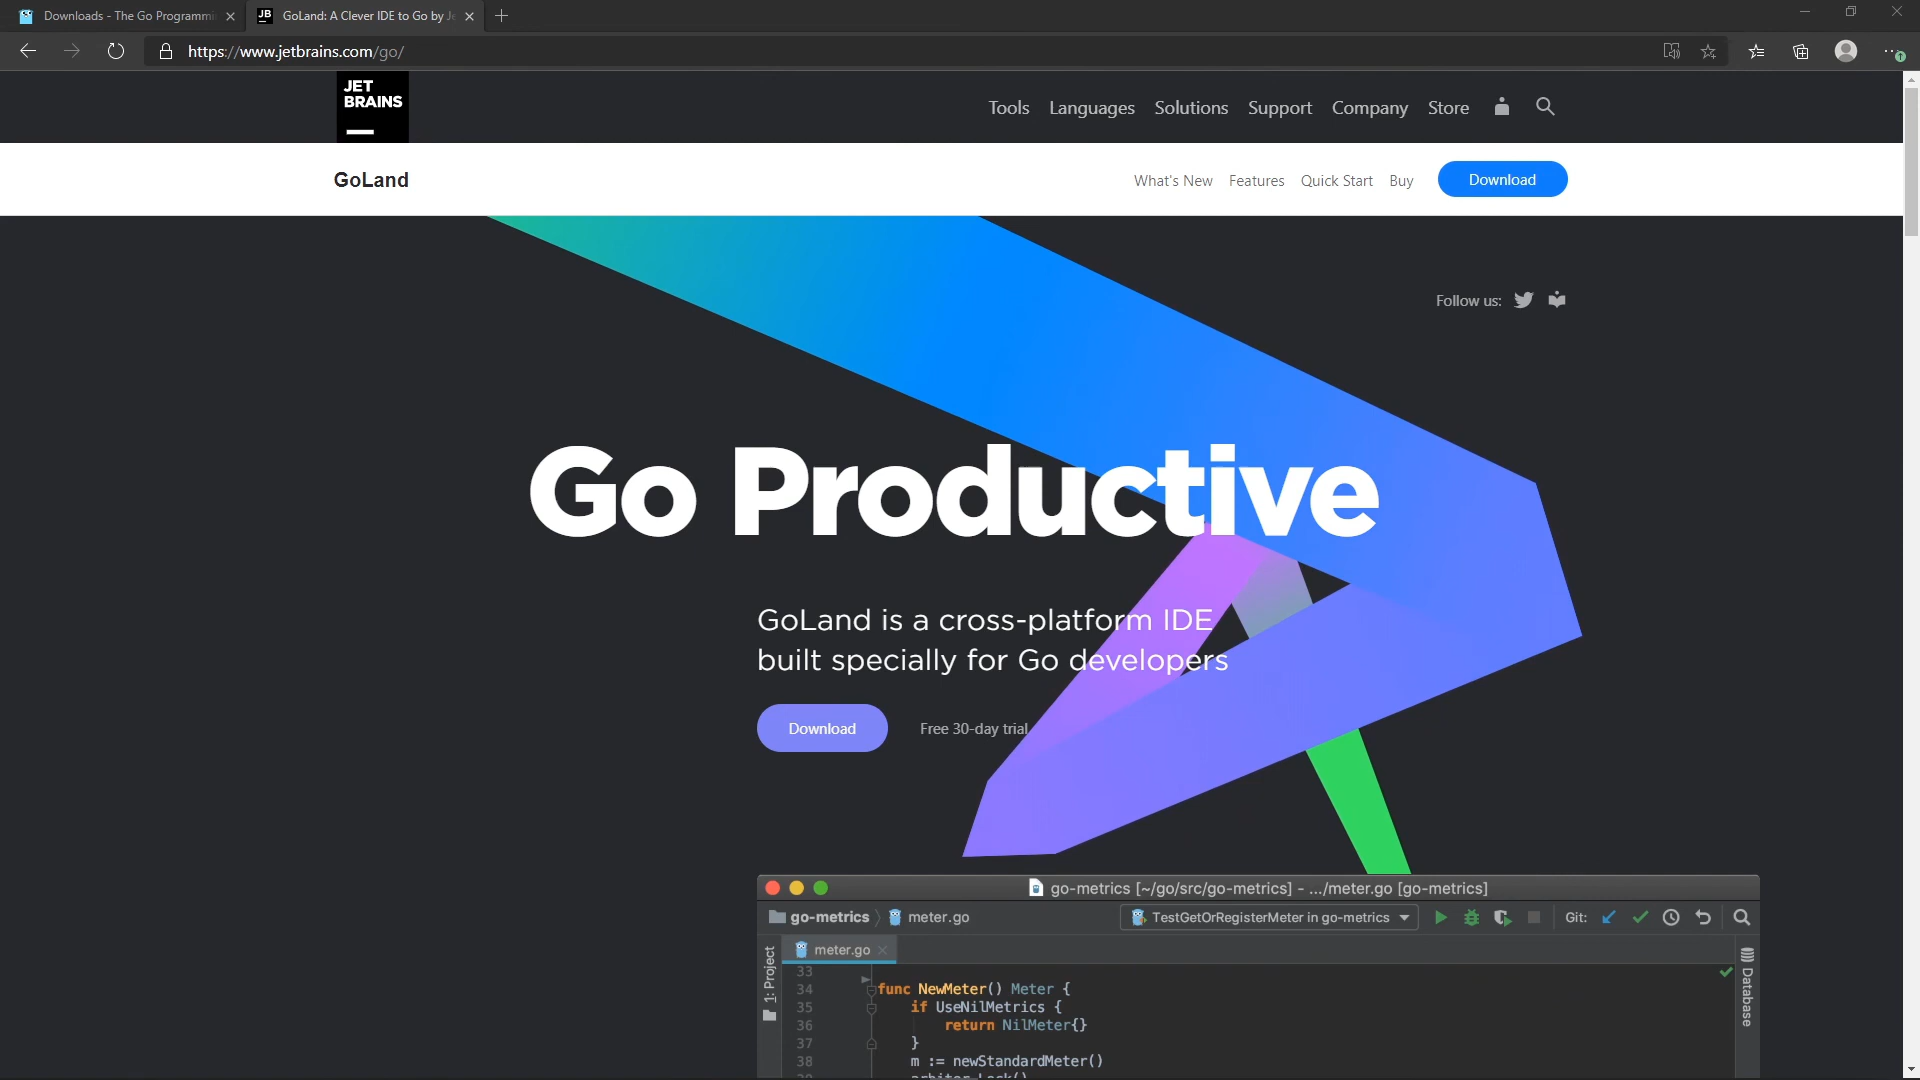 Downloads - The Go Programmi
GoLand: A Clever IDE to Go by Je
https://www.jetbrains.com/go/
JET
BRAINS
Tools Languages Solutions Support Company Store
GoLand
What's New Features Quick Start Buy Download
Follow us:
Go Productive
GoLand is a cross-platform IDE
built specially for Go developers
Download Free 30-day trial
go-metrics [~/go/src/go-metrics] - .../meter.go [go-metrics]
go-metrics meter.go TestGetOrRegisterMeter in go-metrics Git:
meter.go
1: Project
Database
33
34 func NewMeter() Meter {
35 if UseNilMetrics {
36 return NilMeter{}
37 }
38 m := newStandardMeter()
arbiter.Lock()